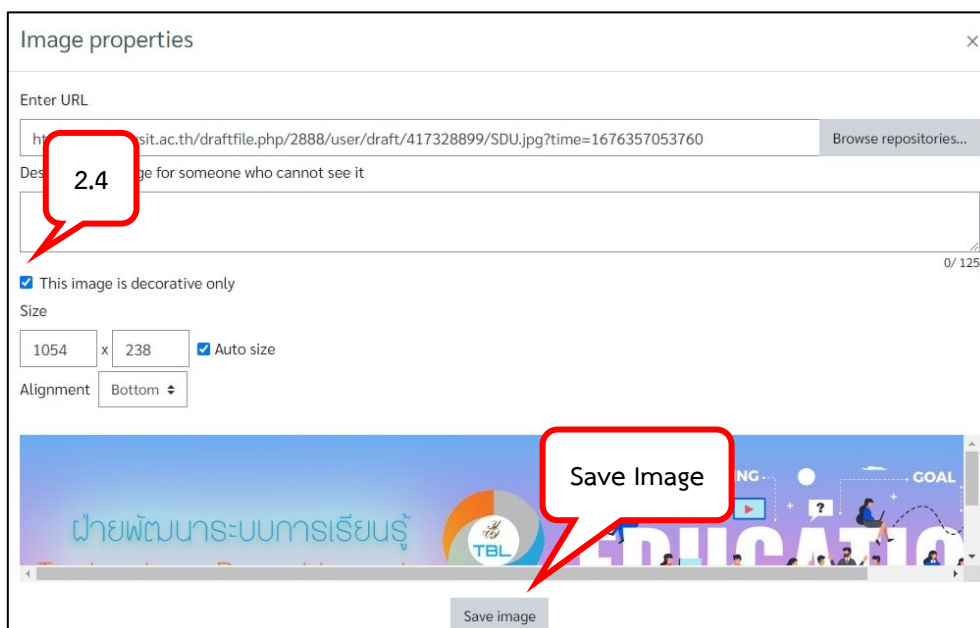 Image properties
×
Enter URL
sit.ac.th/draftfile.php/2888/user/draft/417328899/SDU.jpg?time=1676357053760
Browse repositories...
2.4
for someone who cannot see it
0/ 125
This image is decorative only
Size
1054 x 238 Auto size
Alignment Bottom
Save Image
GOAL
ฝ่ายพัฒนาระบบการเรียนรู้
TBL
?
Save image